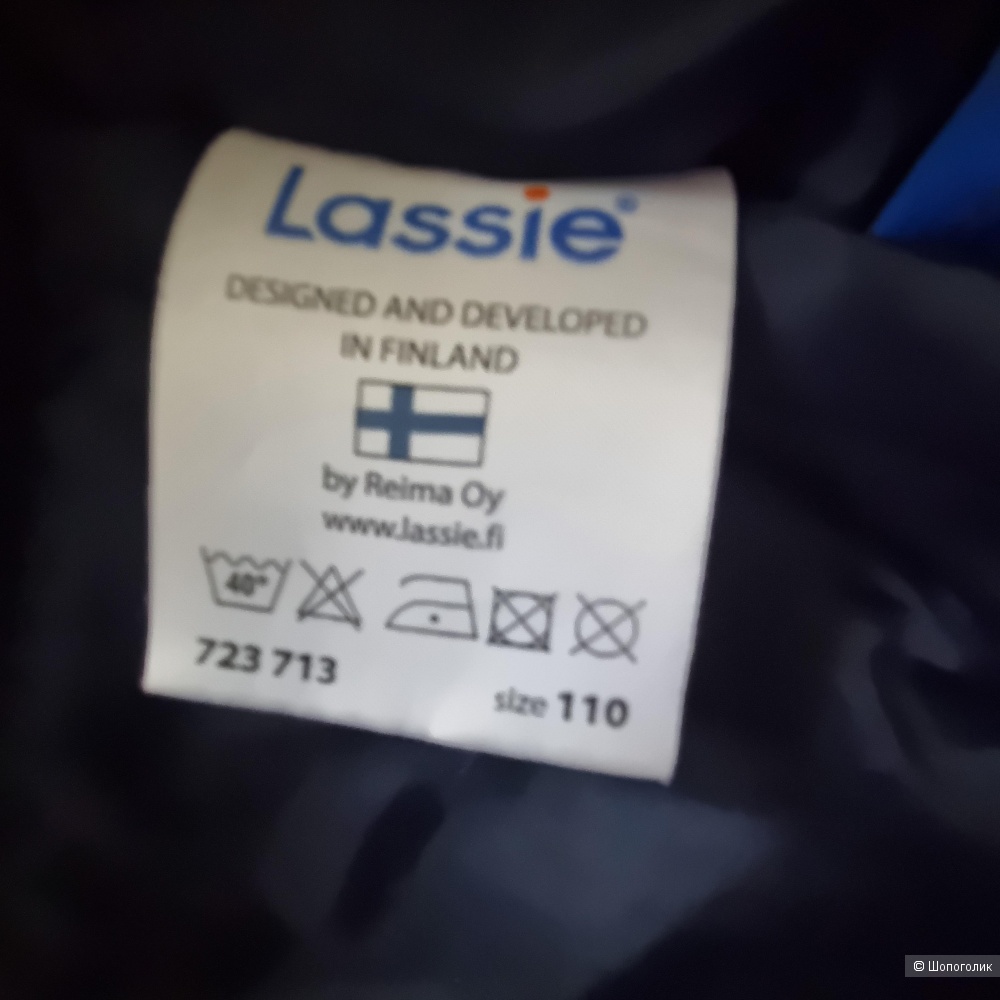 Lassie®
DESIGNED AND DEVELOPED
IN FINLAND
by Reima Oy
www.lassie.fi
40°
723 713
size 110
© Шопоголик